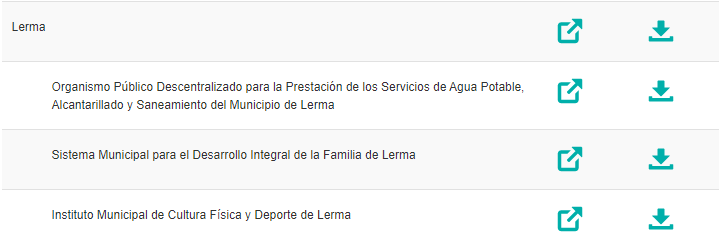 Lerma
Organismo Público Descentralizado para la Prestación de los Servicios de Agua Potable,
Alcantarillado y Saneamiento del Municipio de Lerma
Sistema Municipal para el Desarrollo Integral de la Familia de Lerma
Instituto Municipal de Cultura Física y Deporte de Lerma